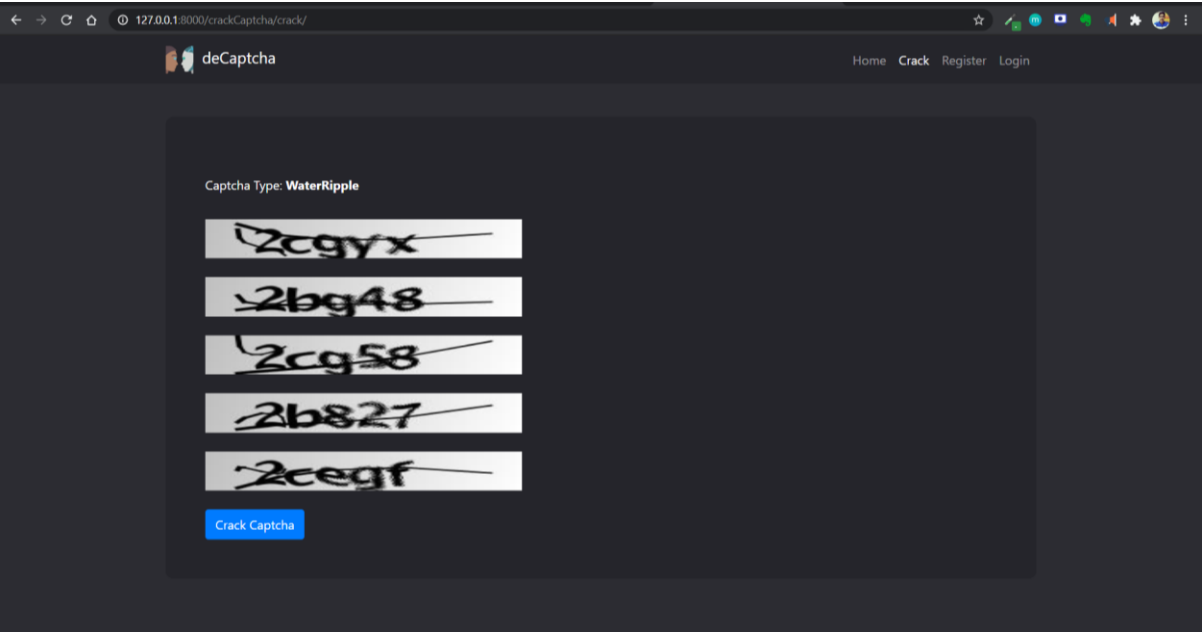 127.0.0.1:8000/crackCaptcha/crack/
deCaptcha
Home Crack Register Login
Captcha Type: WaterRipple
2cgyx
2bg48
2cg58
2b827
2cegf
Crack Captcha